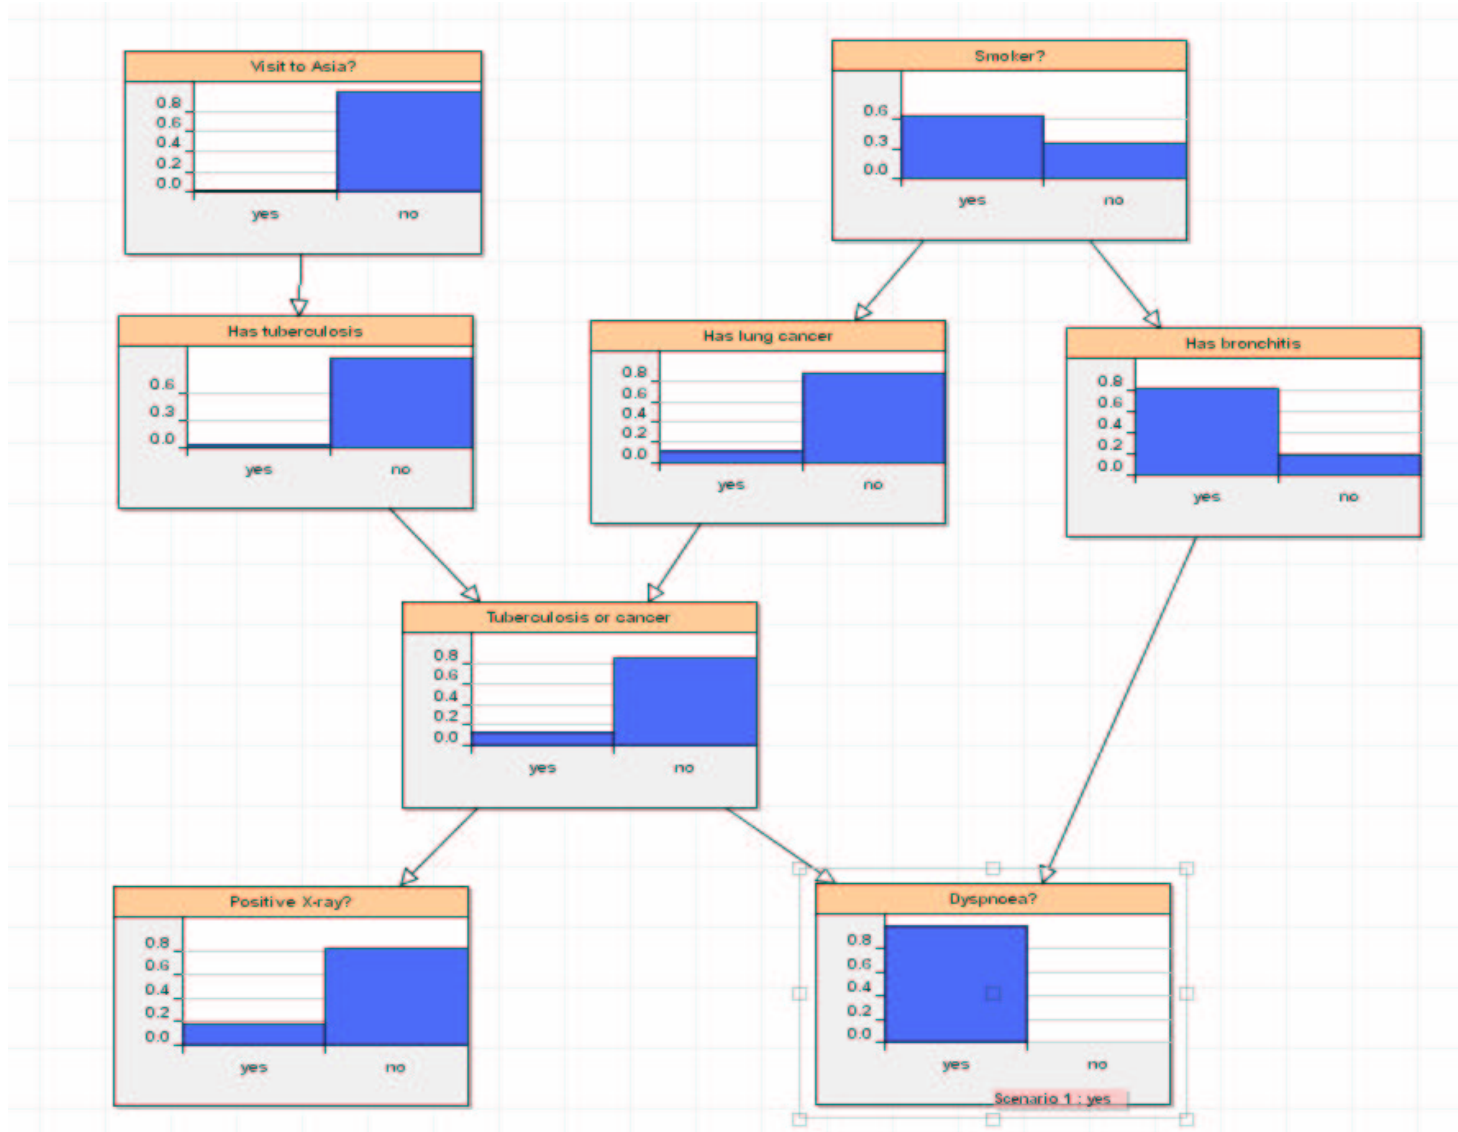 Visit to Asia?
0.8
0.6
0.4
0.2
0.0
yes no
Smoker?
0.6
0.3
0.0
yes no
Has tuberculosis
0.6
0.3
0.0
yes no
Has lung cancer
0.8
0.6
0.4
0.2
0.0
yes no
Has bronchitis
0.8
0.6
0.4
0.2
0.0
yes no
Tuberculosis or cancer
0.8
0.6
0.4
0.2
0.0
yes no
Positive X-ray?
0.8
0.6
0.4
0.2
0.0
yes no
Dyspnoea?
0.8
0.6
0.4
0.2
0.0
yes no
Scenario 1 : yes